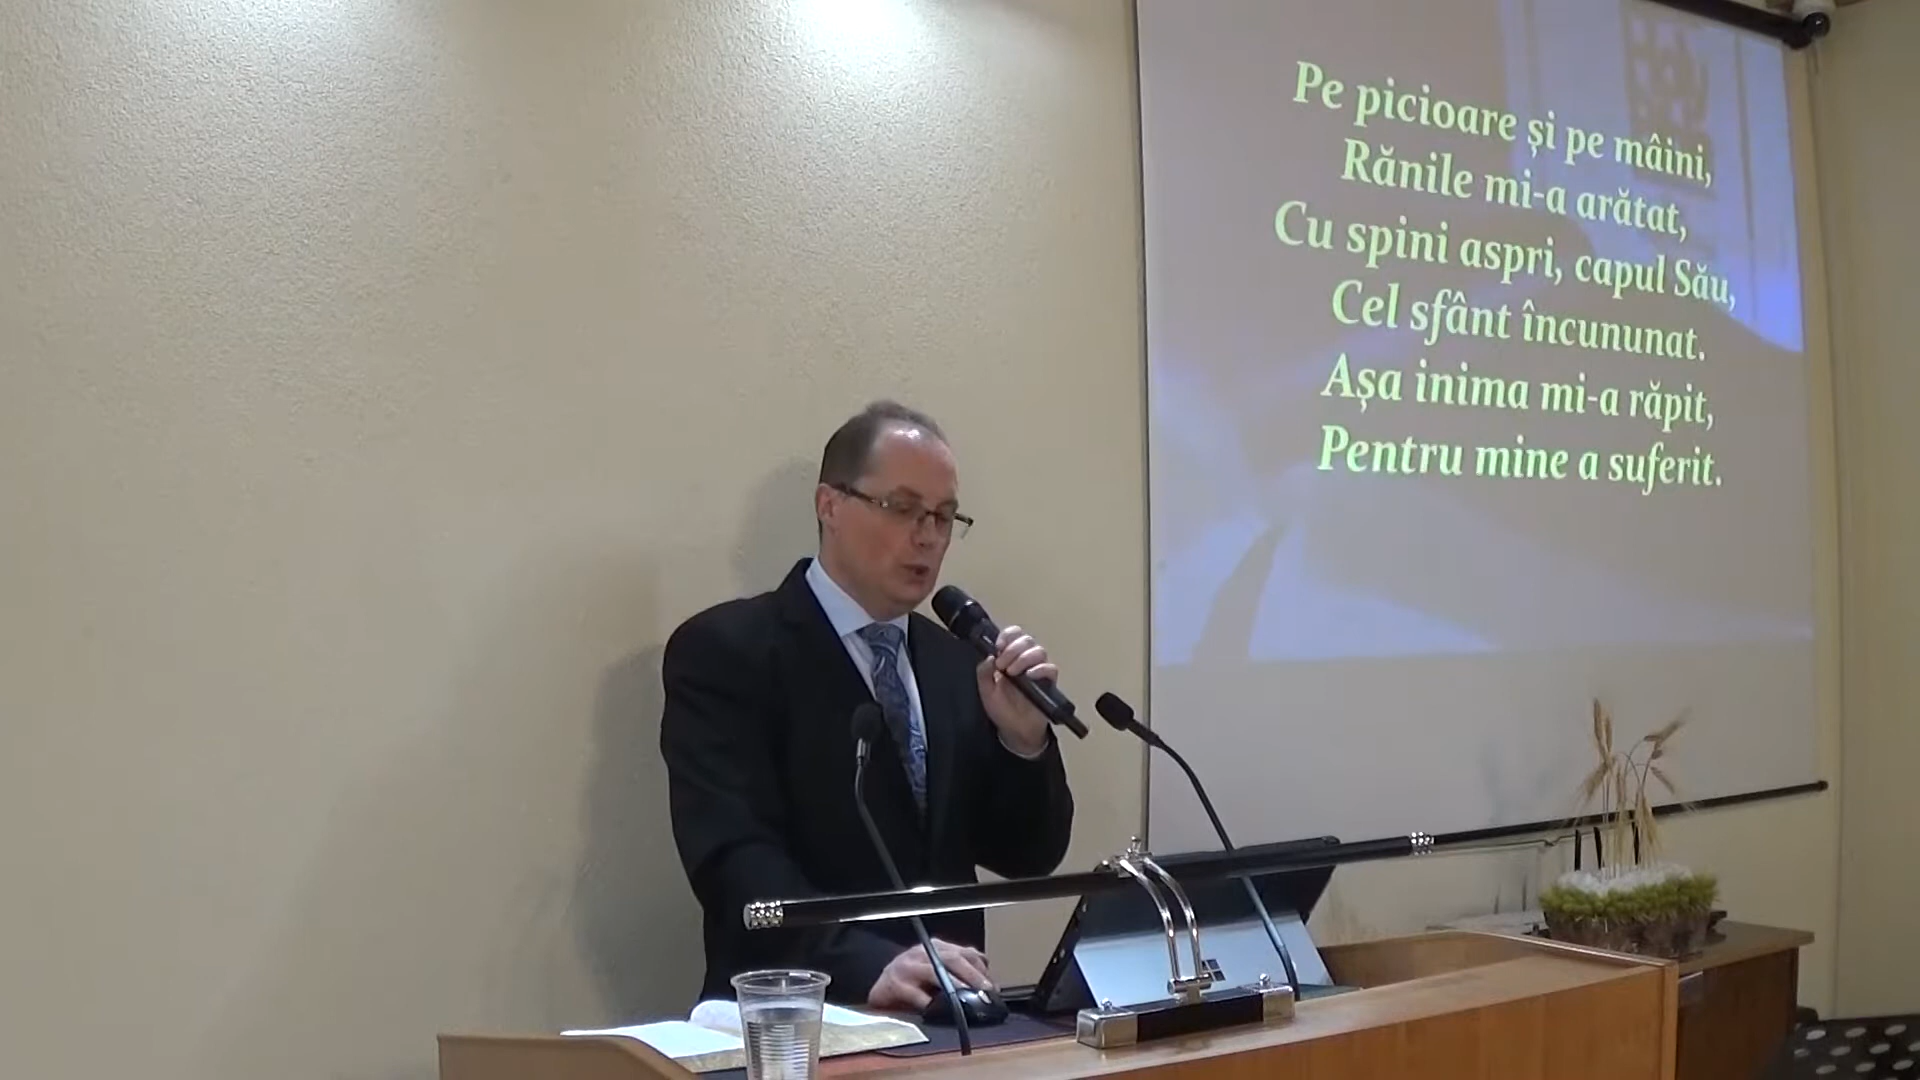 Pe picioare și pe mâini,
Rănile mi-a arătat,
Cu spini aspri, capul Său,
Cel sfânt încununat.
Așa inima mi-a răpit,
Pentru mine a suferit.